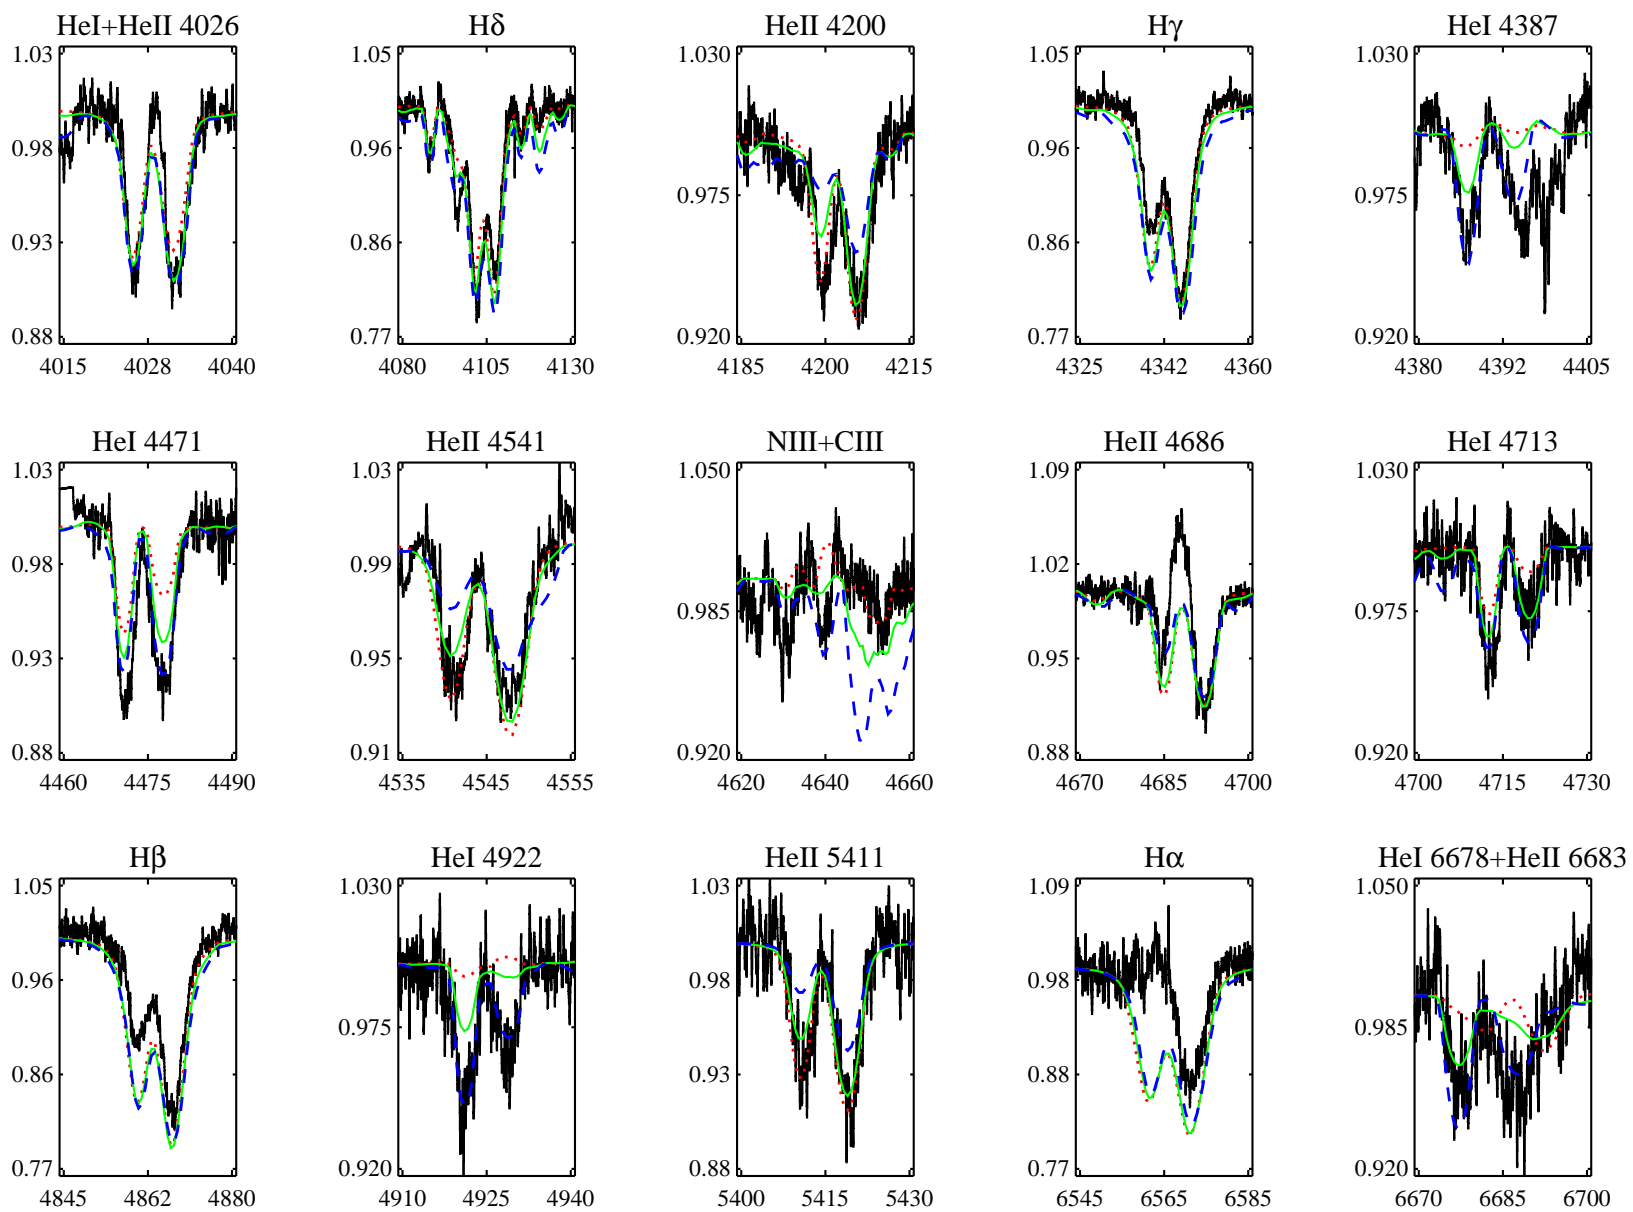 HeI+HeII 4026
1.03
0.98
0.93
0.88
4015 4028 4040
Hδ
1.05
0.96
0.86
0.77
4080 4105 4130
HeII 4200
1.030
0.975
0.920
4185 4200 4215
Hγ
1.05
0.96
0.86
0.77
4325 4342 4360
HeI 4387
1.030
0.975
0.920
4380 4392 4405
HeI 4471
1.03
0.98
0.93
0.88
4460 4475 4490
HeII 4541
1.03
0.99
0.95
0.91
4535 4545 4555
NIII+CIII
1.050
0.985
0.920
4620 4640 4660
HeII 4686
1.09
1.02
0.95
0.88
4670 4685 4700
HeI 4713
1.030
0.975
0.920
4700 4715 4730
Hβ
1.05
0.96
0.86
0.77
4845 4862 4880
HeI 4922
1.030
0.975
0.920
4910 4925 4940
HeII 5411
1.03
0.98
0.93
0.88
5400 5415 5430
Hα
1.09
0.98
0.88
0.77
6545 6565 6585
HeI 6678+HeII 6683
1.050
0.985
0.920
6670 6685 6700